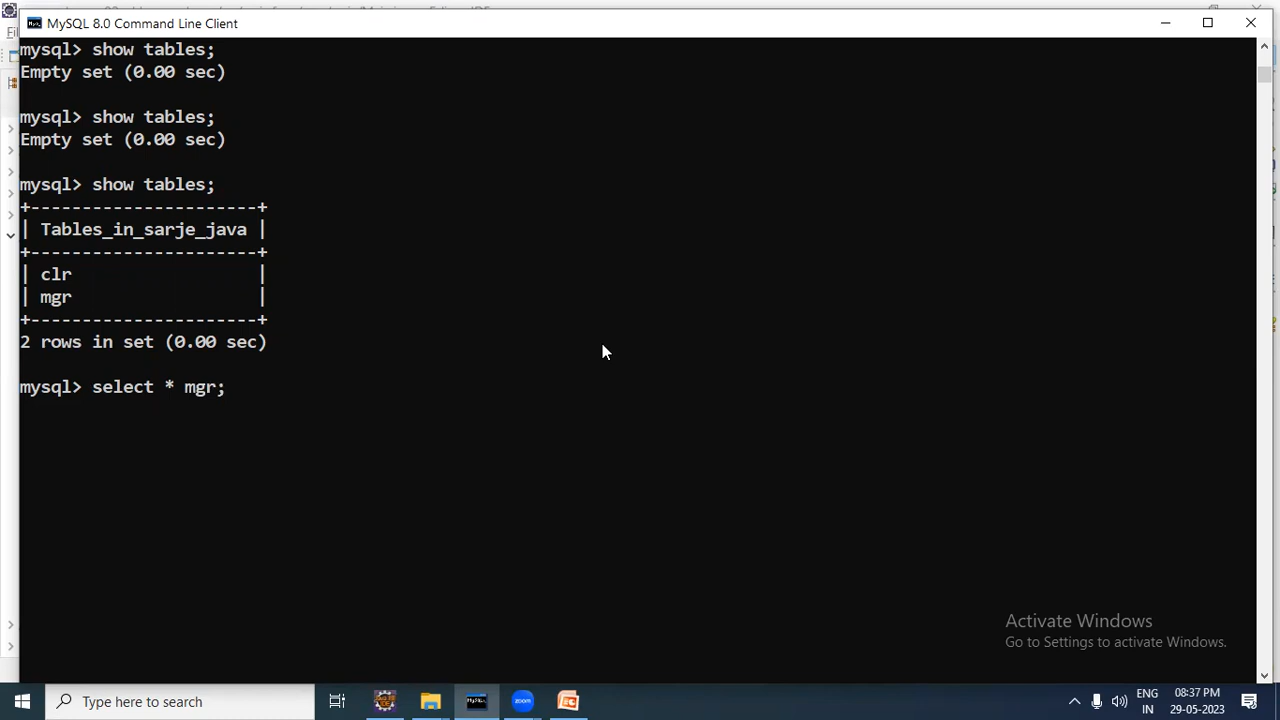 MySQL 8.0 Command Line Client
mysql> show tables;
Empty set (0.00 sec)
mysql> show tables;
Empty set (0.00 sec)
mysql> show tables;
+----------------------+
| Tables_in_sarje_java |
+----------------------+
| clr                  |
| mgr                  |
+----------------------+
2 rows in set (0.00 sec)
mysql> select * mgr;
Activate Windows
Go to Settings to activate Windows.
Type here to search
zoom
ENG
IN
08:37 PM
29-05-2023